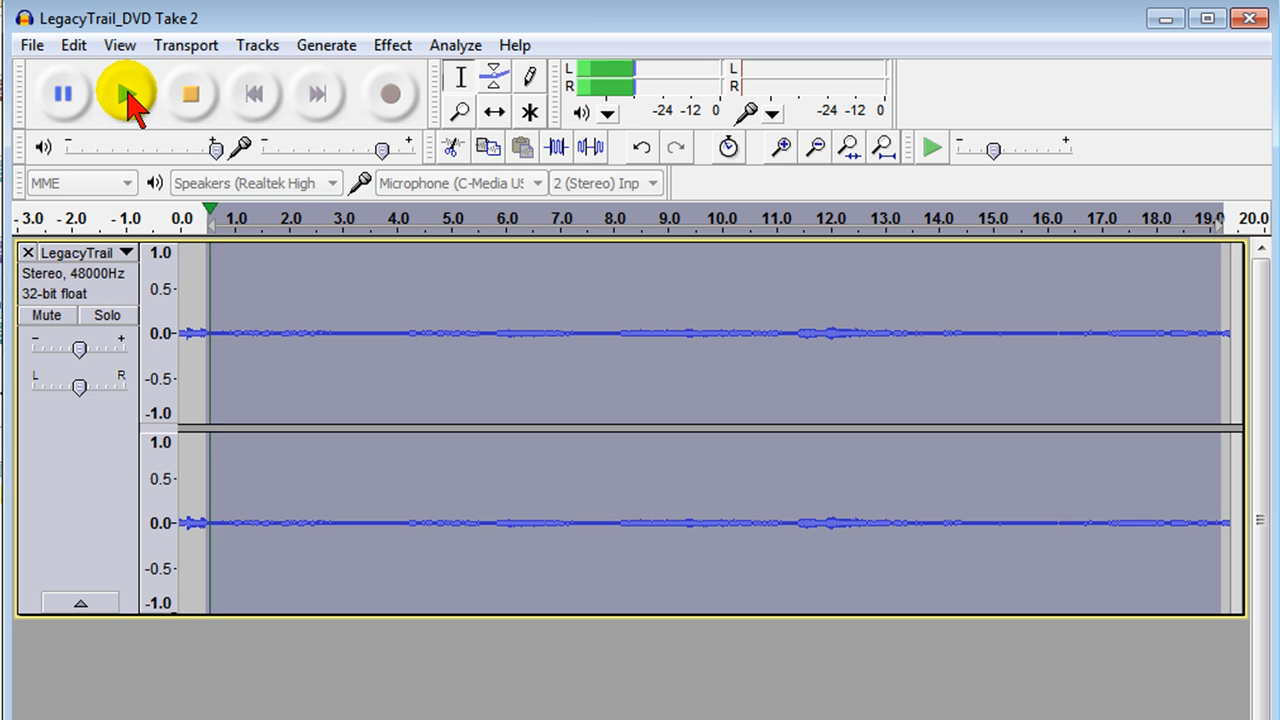 LegacyTrail_DVD Take 2
File Edit View Transport Tracks Generate Effect Analyze Help
L
R
-24 -12 0
L
R
-24 -12 0
- + - + - +
MME Speakers (Realtek High Microphone (C-Media US 2 (Stereo) Inp
- 3.0 - 2.0 - 1.0 0.0 1.0 2.0 3.0 4.0 5.0 6.0 7.0 8.0 9.0 10.0 11.0 12.0 13.0 14.0 15.0 16.0 17.0 18.0 19.0 20.0
LegacyTrail
Stereo, 48000Hz
32-bit float
Mute Solo
- +
L R
1.0
0.5-
0.0-
-0.5-
-1.0
1.0
0.5-
0.0-
-0.5-
-1.0